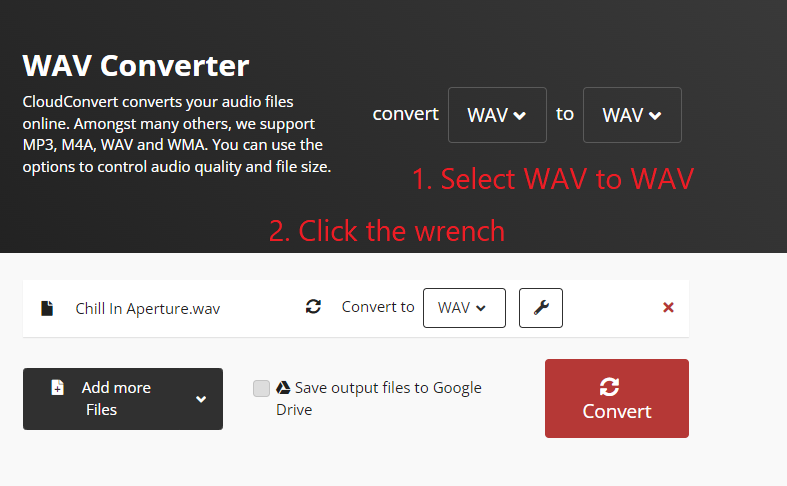 WAV Converter
CloudConvert converts your audio files
online. Amongst many others, we support
MP3, M4A, WAV and WMA. You can use the
options to control audio quality and file size.
convert WAV to WAV
1. Select WAV to WAV
2. Click the wrench
Chill In Aperture.wav Convert to WAV
Add more
Files
Save output files to Google
Drive
Convert